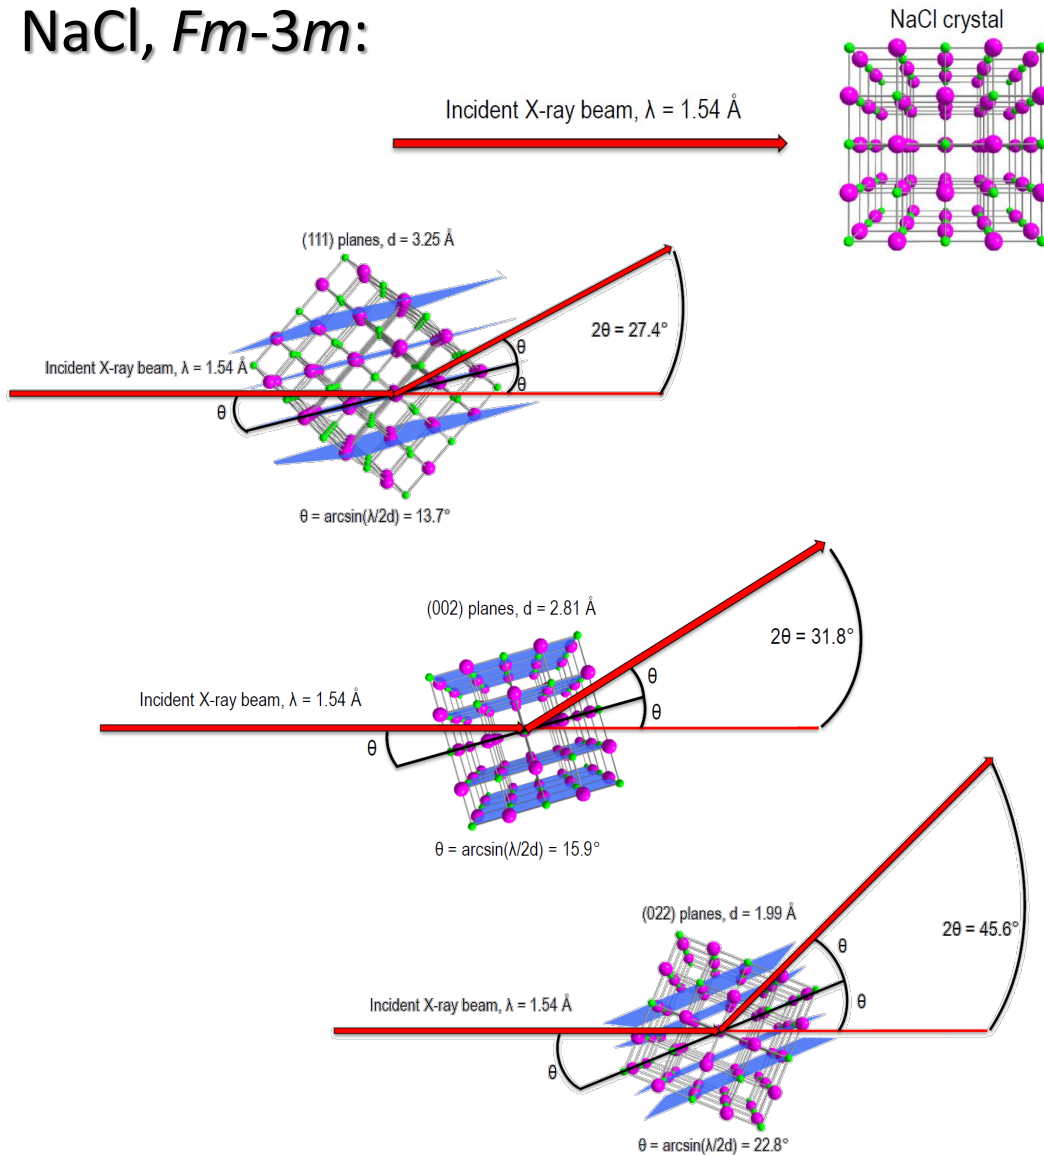 NaCl, Fm-3m:
NaCl crystal
Incident X-ray beam, λ = 1.54 Å
(111) planes, d = 3.25 Å
2θ = 27.4°
θ
Incident X-ray beam, λ = 1.54 Å
θ
θ
θ = arcsin(λ/2d) = 13.7°
(002) planes, d = 2.81 Å
2θ = 31.8°
θ
Incident X-ray beam, λ = 1.54 Å
θ
θ
θ = arcsin(λ/2d) = 15.9°
(022) planes, d = 1.99 Å
2θ = 45.6°
θ
Incident X-ray beam, λ = 1.54 Å
θ
θ
θ = arcsin(λ/2d) = 22.8°